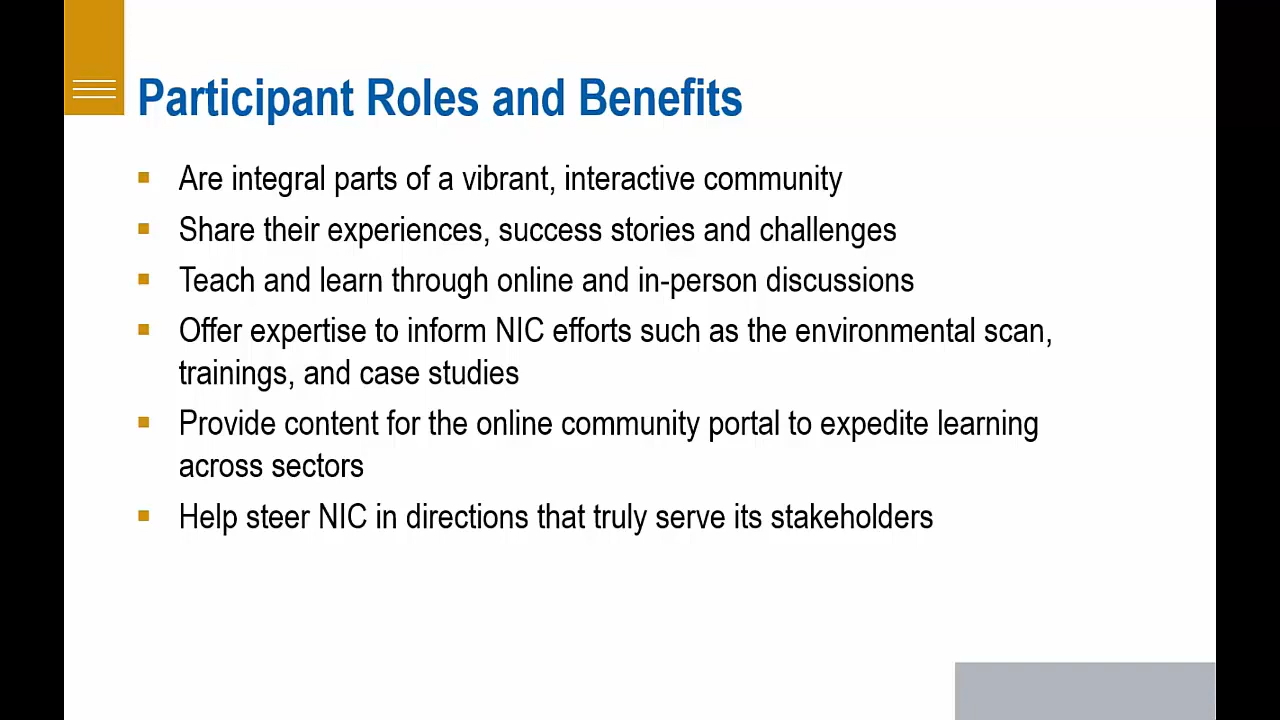 Participant Roles and Benefits
Are integral parts of a vibrant, interactive community
Share their experiences, success stories and challenges
Teach and learn through online and in-person discussions
Offer expertise to inform NIC efforts such as the environmental scan,
trainings, and case studies
Provide content for the online community portal to expedite learning
across sectors
Help steer NIC in directions that truly serve its stakeholders